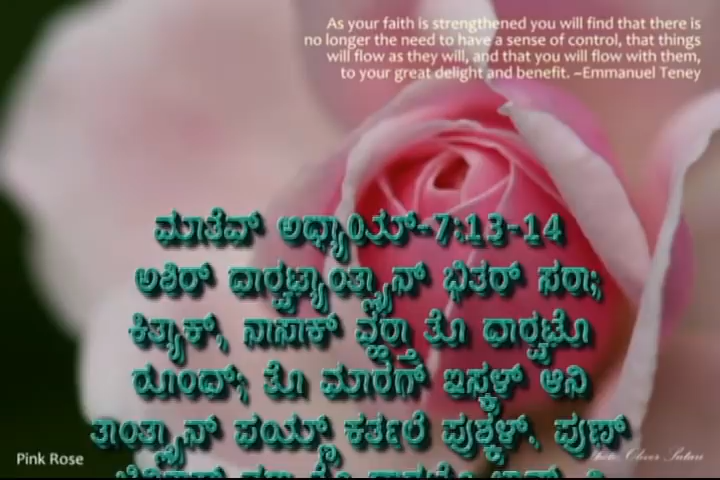 As your faith is strengthened you will find that there is
no longer the need to have a sense of control, that things
will flow as they will, and that you will flow with them,
to your great delight and benefit. ~Emmanuel Teney
ಮಾತೆವ್ ಅಧ್ಯಾಯ್-7:13-14
ಅಶಿರ್ ದಾರ್‍ವಟ್ಯಾಂತ್ಲ್ಯಾನ್ ಭಿತರ್ ಸರಾ;
ಕಿತ್ಯಾಕ್, ನಾಸಾಕ್ ವ್ಹರ್‍ತಾ ತೊ ಧಾರ್‍ವಟೊ
ರೂಂದ್; ತೊ ಮಾರಗ್ ಇಸ್ಕಳ್ ಆನಿ
ತಾಂತ್ಲ್ಯಾನ್ ಪಯ್ಣ್ ಕರ್ತಲೆ ಪುಶ್ಕಳ್. ಪುಣ್
Pink Rose